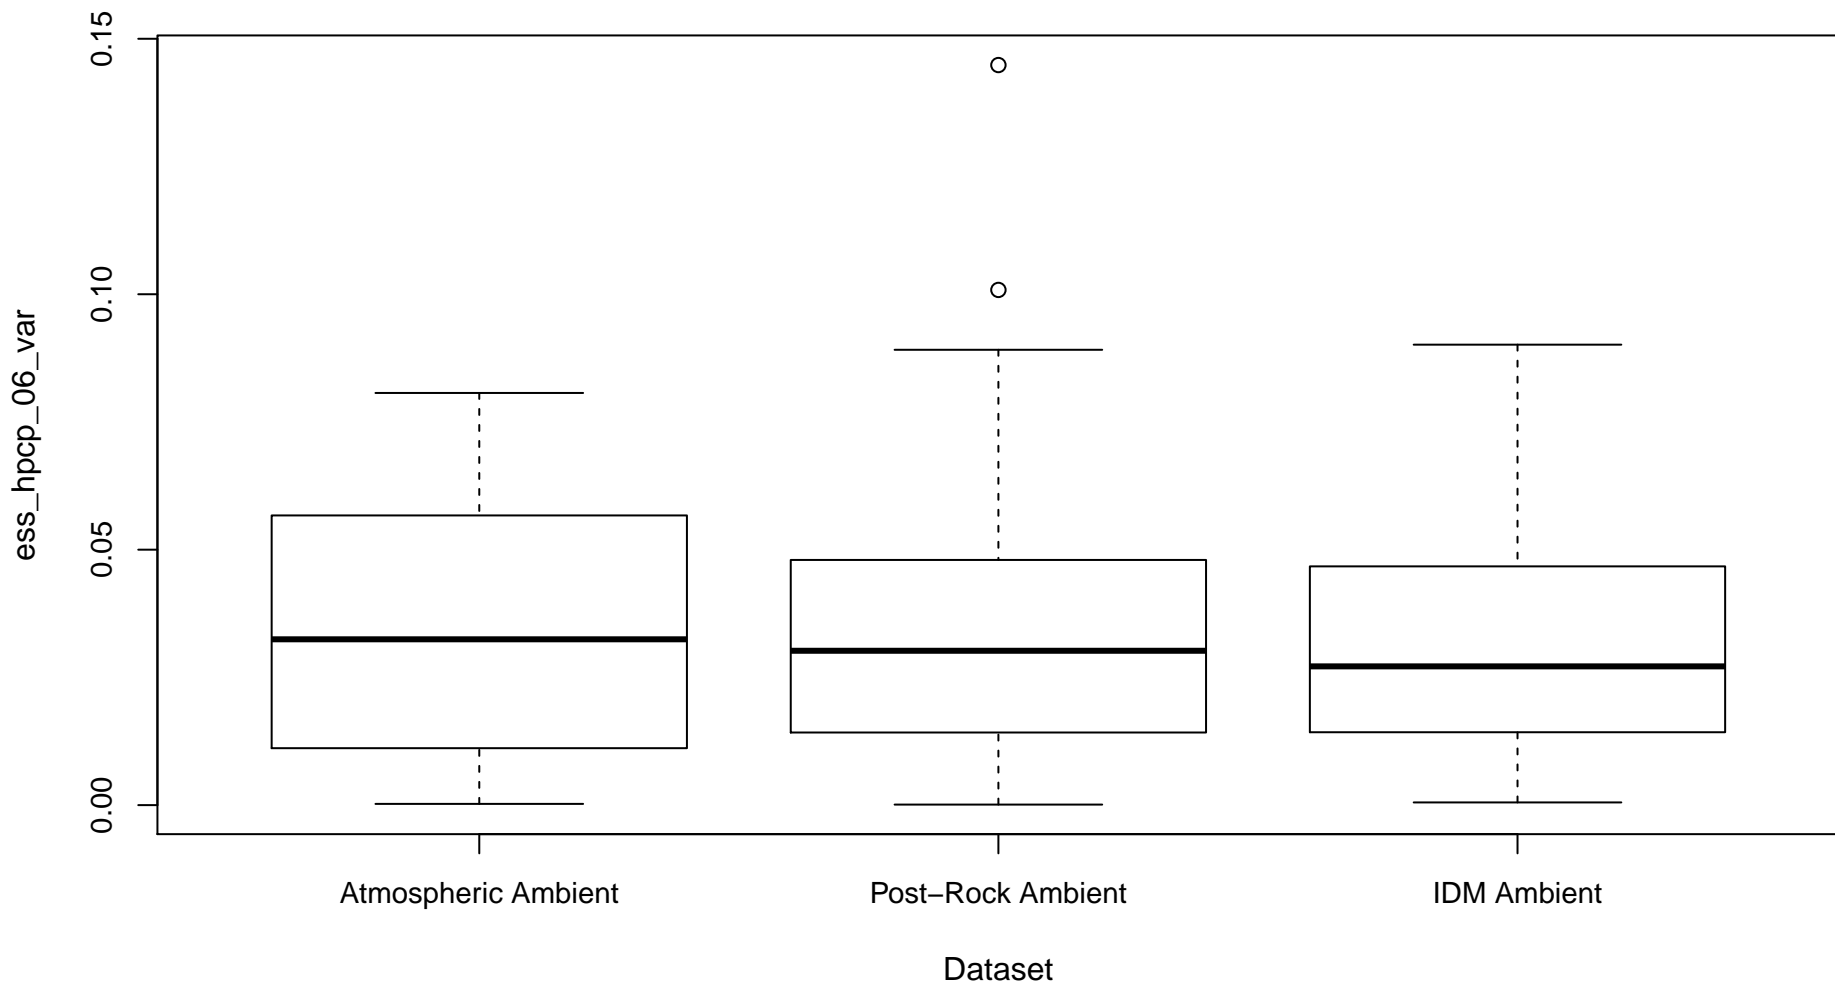 0.15
0.10
0.05
0.00
ess_hpcp_06_var
Atmospheric Ambient
Post−Rock Ambient
IDM Ambient
Dataset